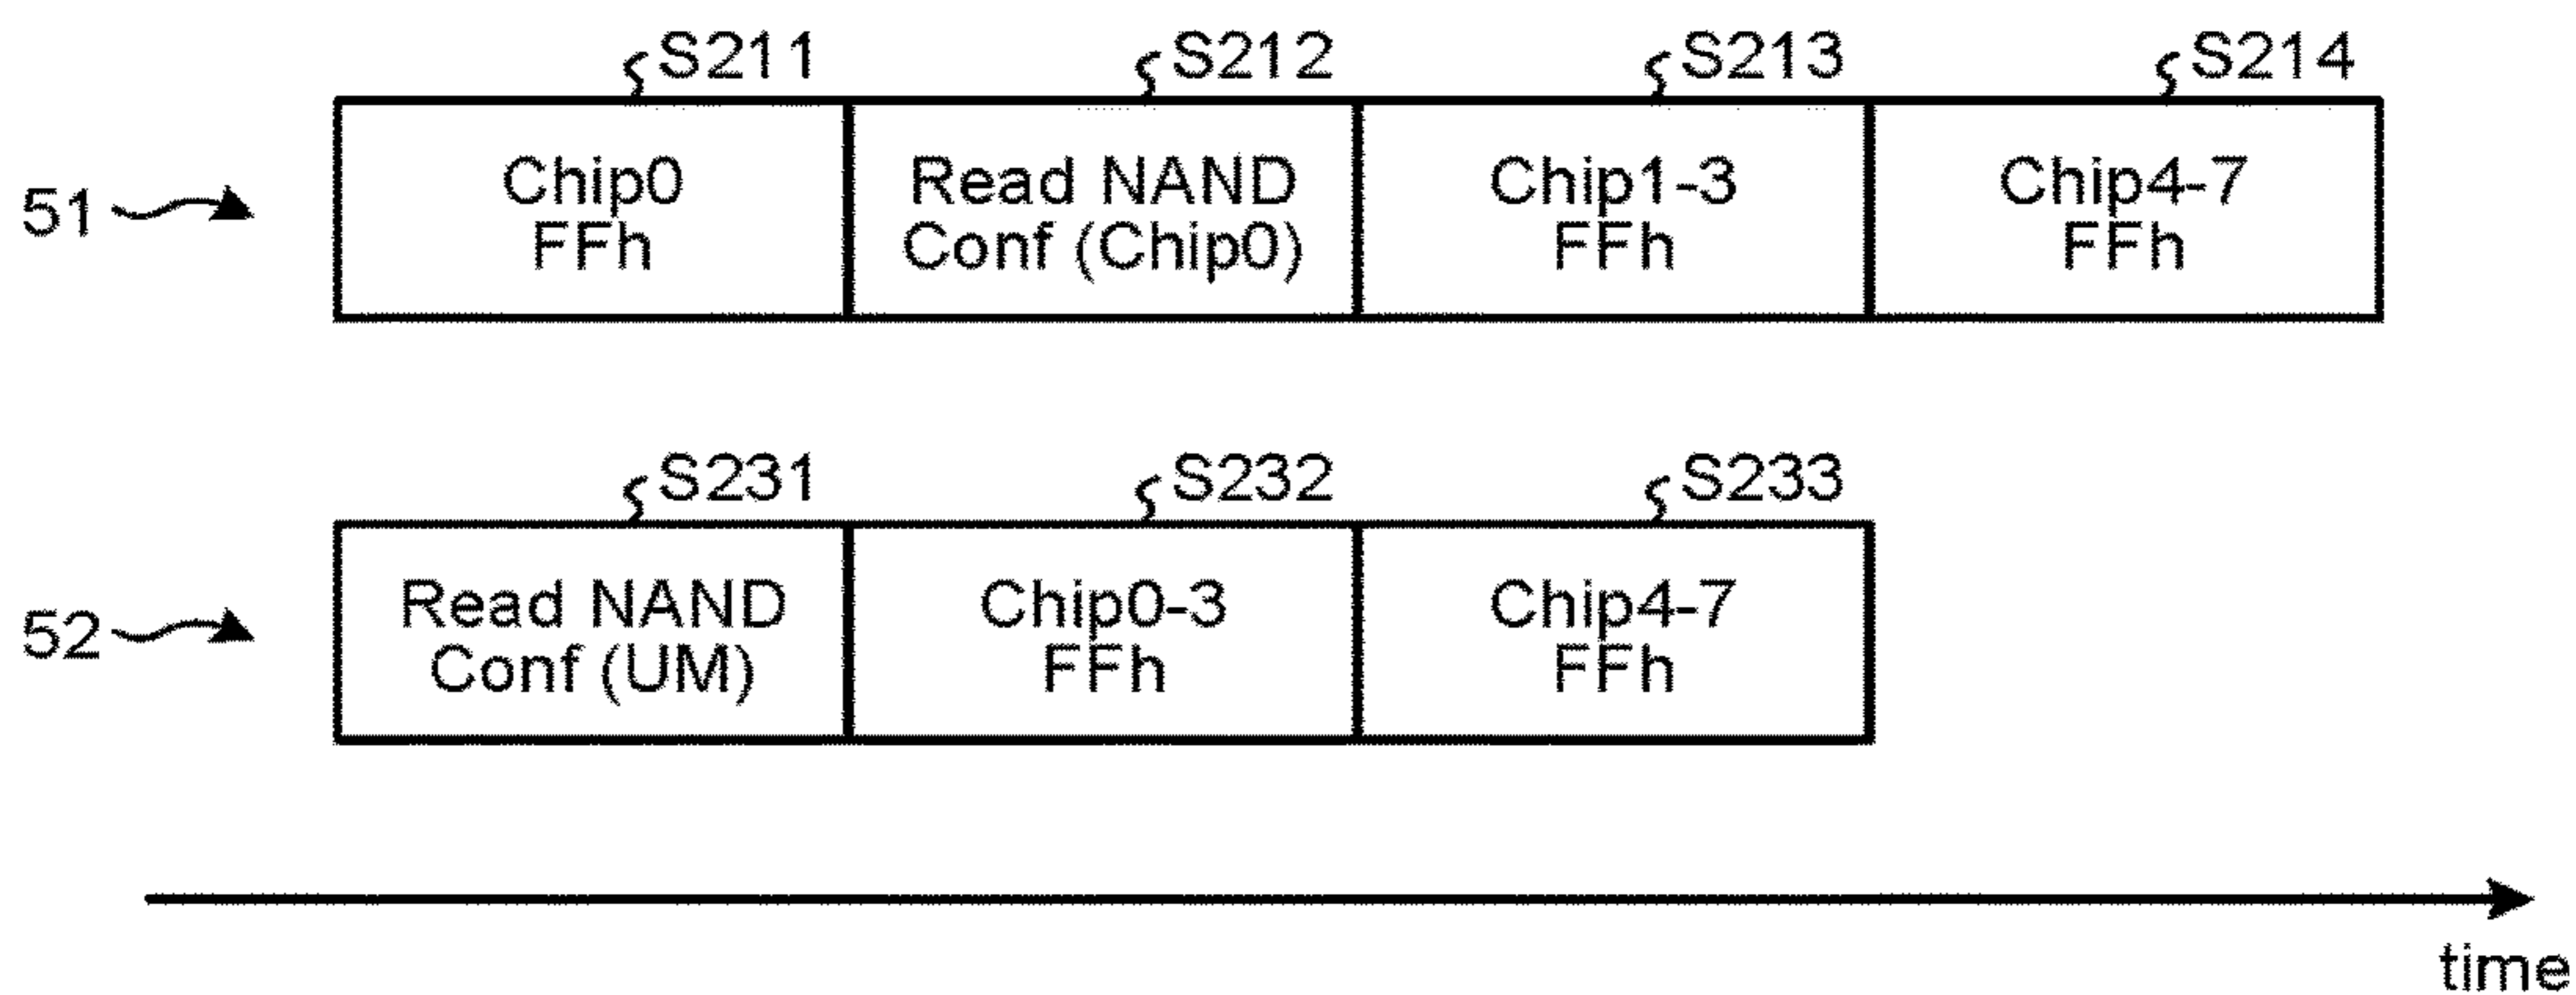 S211 S212 S213 S214
51
Chip0
FFh
Read NAND
Conf (Chip0)
Chip1-3
FFh
Chip4-7
FFh
S231 S232 S233
52
Read NAND
Conf (UM)
Chip0-3
FFh
Chip4-7
FFh
time